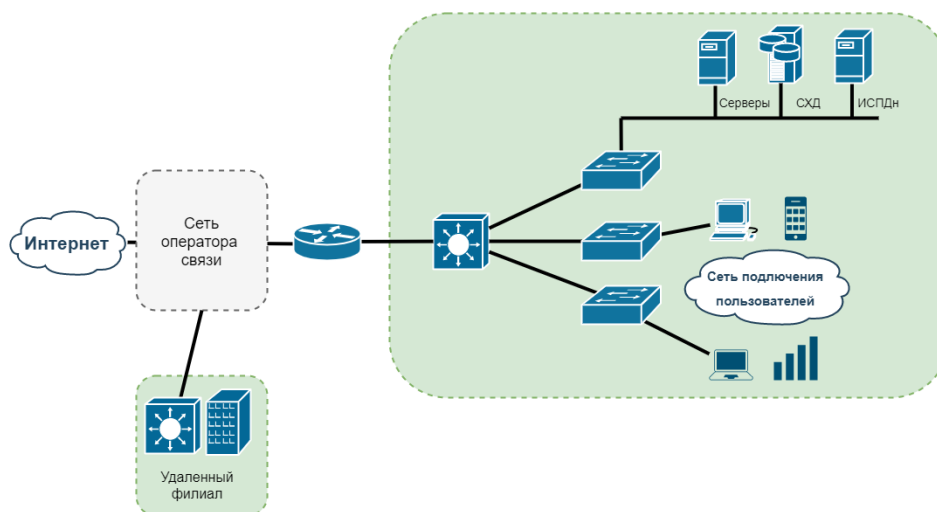 Серверы
СХД
ИСПДн
Интернет
Сеть
оператора
связи
Сеть подлючения
пользователей
Удаленный
филиал